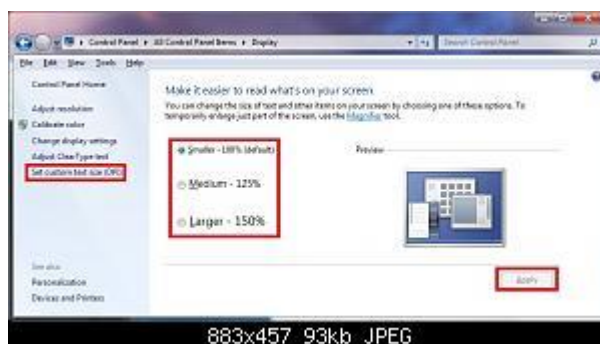 Control Panel ▸ All Control Panel Items ▸ Display
Search Control Panel
File Edit View Tools Help
Control Panel Home
Adjust resolution
Calibrate color
Change display settings
Adjust ClearType text
Set custom text size (DPI)
See also
Personalization
Devices and Printers
Make it easier to read what's on your screen
You can change the size of text and other items on your screen by choosing one of these options. To
temporarily enlarge just part of the screen, use the Magnifier tool.
Smaller - 100% (default)
Preview
Medium - 125%
Larger - 150%
Apply
883x457 93kb JPEG